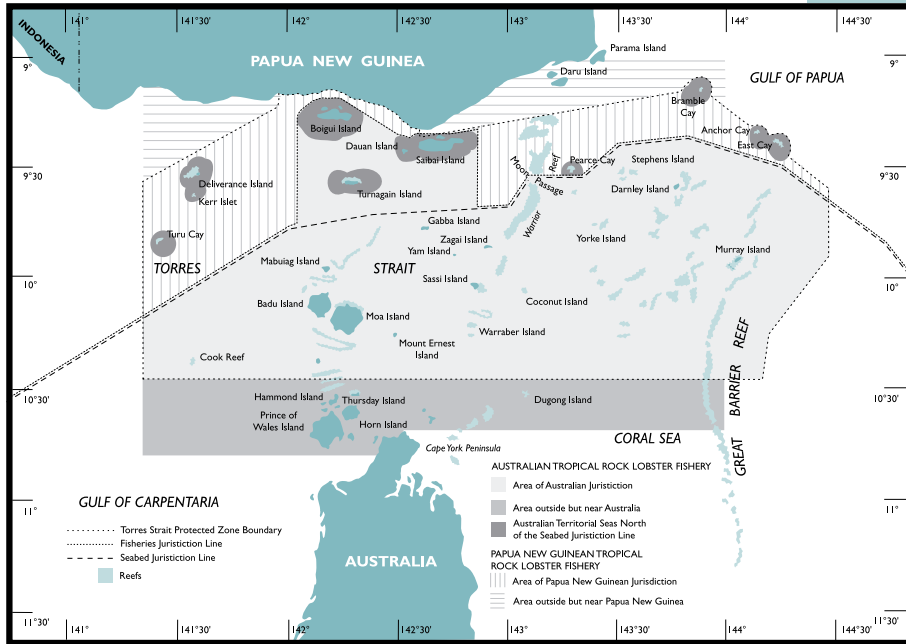 141°
141°30'
142°
142°30'
143°
143°30'
144°
144°30'
INDONESIA
PAPUA NEW GUINEA
Parama Island
Daru Island
GULF OF PAPUA
9°
9°
Bramble
Cay
Boigui Island
Anchor Cay
East Cay
Dauan Island
Saibai Island
Moon
Passage
Reef
Warrior
Pearce Cay
Stephens Island
9°30'
9°30'
Deliverance Island
Kerr Islet
Turnagain Island
Darnley Island
Gabba Island
Turu Cay
Zagai Island
Yam Island
Yorke Island
Murray Island
TORRES
STRAIT
Mabuiag Island
10°
10°
Sassi Island
Badu Island
Moa Island
Coconut Island
Mount Ernest
Island
Warraber Island
Cook Reef
GREAT BARRIER REEF
10°30'
10°30'
Hammond Island
Thursday Island
Dugong Island
Prince of
Wales Island
Horn Island
Cape York Peninsula
CORAL SEA
AUSTRALIAN TROPICAL ROCK LOBSTER FISHERY
Area of Australian Juristiction
Area outside but near Australia
Australian Territorial Seas North
of the Seabed Juristiction Line
PAPUA NEW GUINEAN TROPICAL
ROCK LOBSTER FISHERY
Area of Papua New Guinean Jurisdiction
Area outside but near Papua New Guinea
GULF OF CARPENTARIA
11°
11°
Torres Strait Protected Zone Boundary
Fisheries Juristiction Line
Seabed Juristiction Line
Reefs
AUSTRALIA
11°30'
11°30'
141°
141°30'
142°
142°30'
143°
143°30'
144°
144°30'